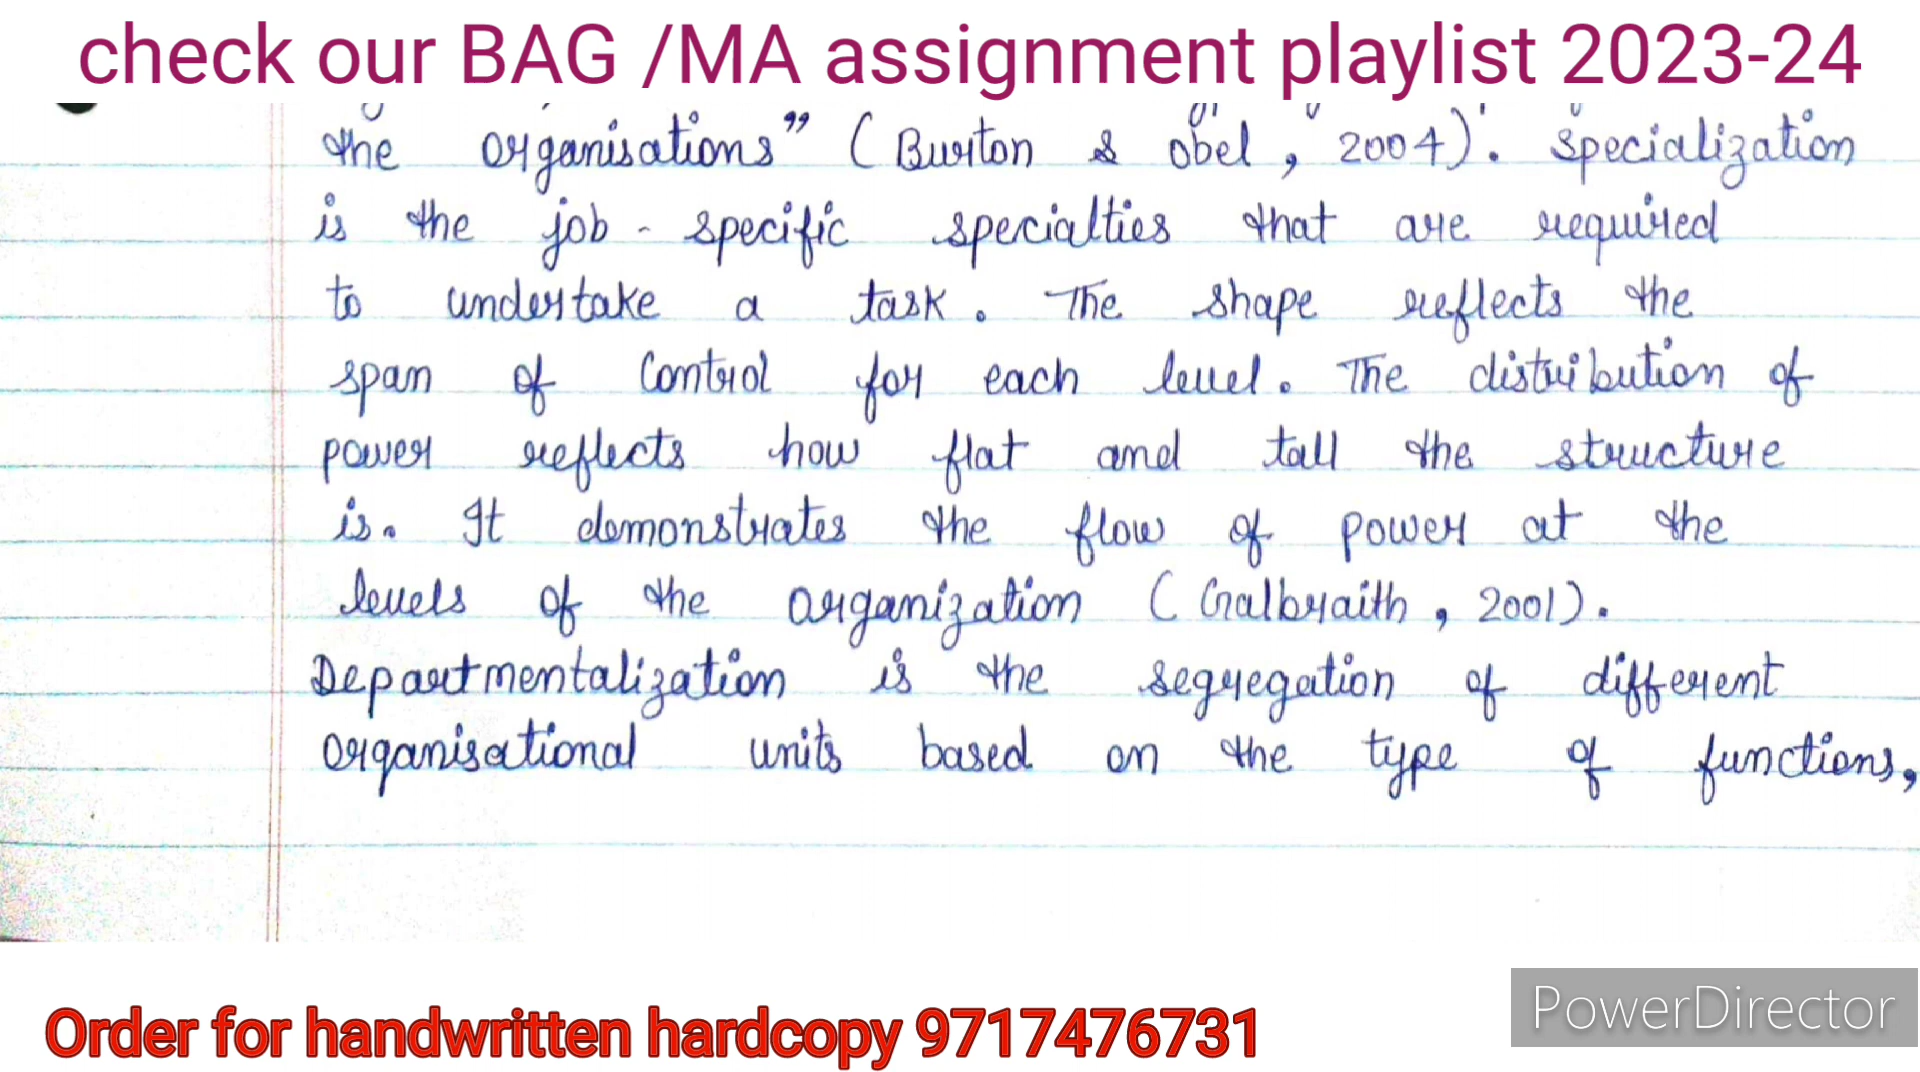 check our BAG /MA assignment playlist 2023-24
the organisations" (Burton & obel, 2004). Specialization
is the job - specific specialties that are required
to undertake a task. The shape reflects the
span of Control for each level. The distribution of
power reflects how flat and tall the structure
is. It demonstrates the flow of power at the
levels of the organization (Galbraith, 2001).
Departmentalization is the segregation of different
organisational units based on the type of functions,
Order for handwritten hardcopy 9717476731
PowerDirector